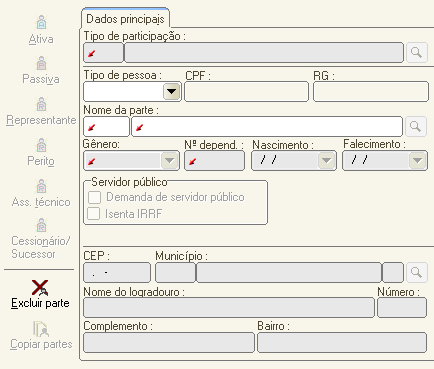 Ativa
Passiva
Representante
Perito
Ass. técnico
Cessionário/
Sucessor
Excluir parte
Copiar partes
Dados principais
Tipo de participação :
Tipo de pessoa : CPF : RG :
Nome da parte :
Gênero: Nº depend. : Nascimento : Falecimento :
/ / / /
Servidor público
Demanda de servidor público
Isenta IRRF
CEP : Município :
. -
Nome do logradouro : Número :
Complemento : Bairro :